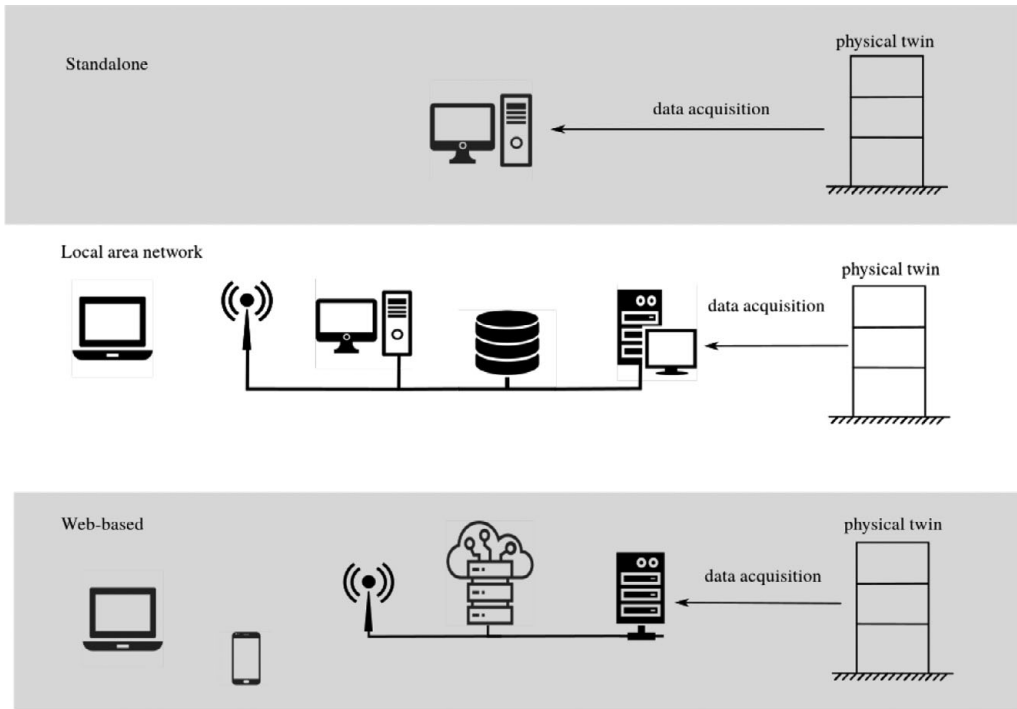 Standalone
physical twin
data acquisition
Local area network
physical twin
data acquisition
Web-based
physical twin
data acquisition